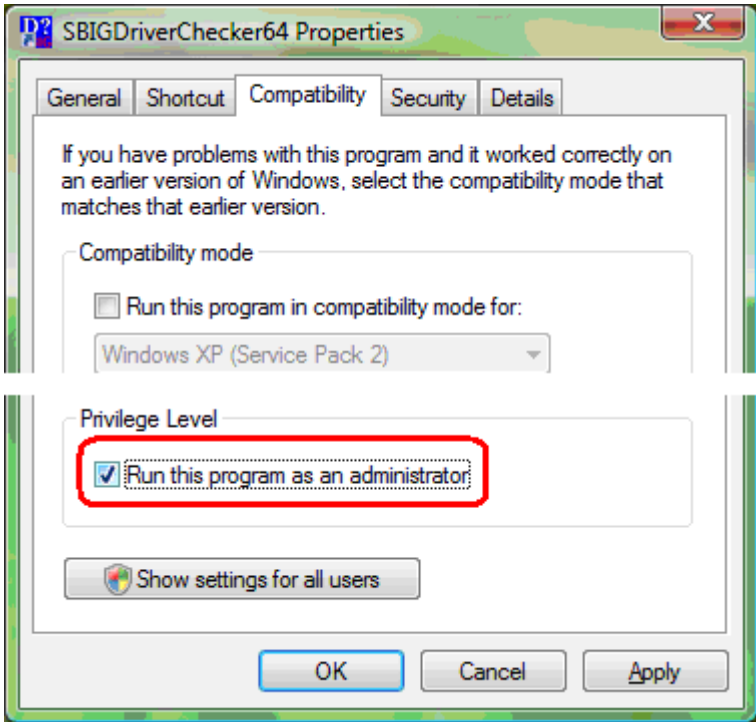 D?
SBIGDriverChecker64 Properties
X
General Shortcut Compatibility Security Details
If you have problems with this program and it worked correctly on
an earlier version of Windows, select the compatibility mode that
matches that earlier version.
Compatibility mode
Run this program in compatibility mode for:
Windows XP (Service Pack 2)
Privilege Level
Run this program as an administrator
Show settings for all users
OK Cancel Apply